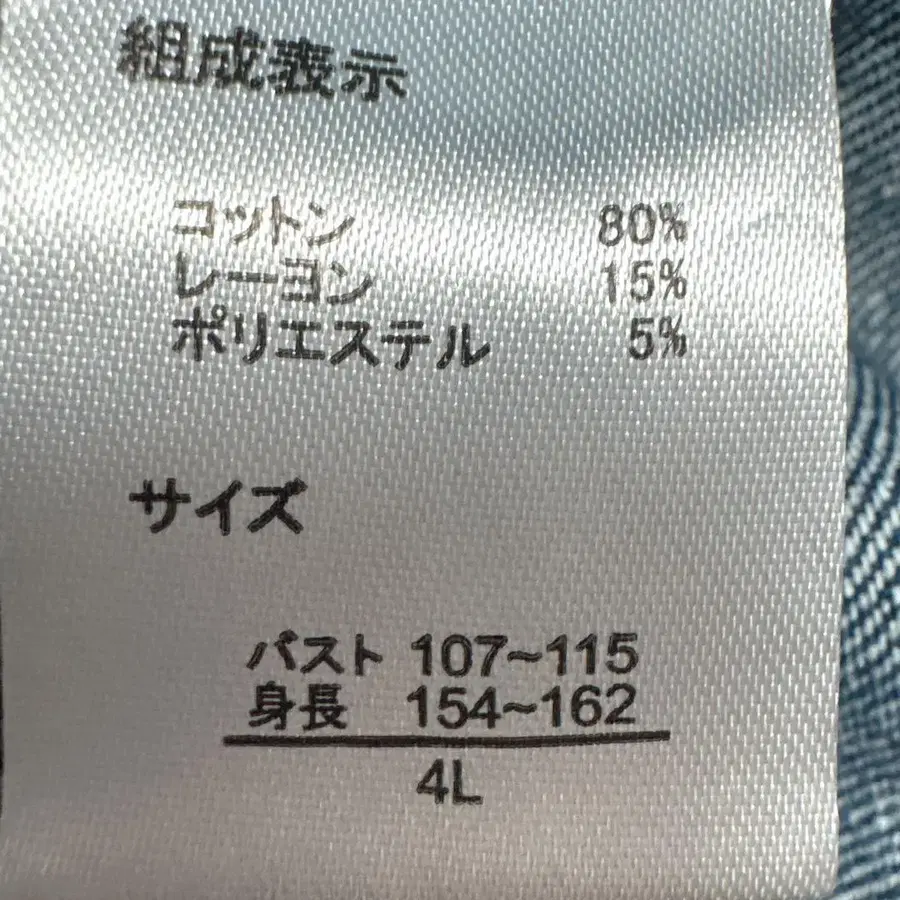 組成表示
コットン 80%
レーヨン 15%
ポリエステル 5%
サイズ
バスト 107~115
身長 154~162
4L